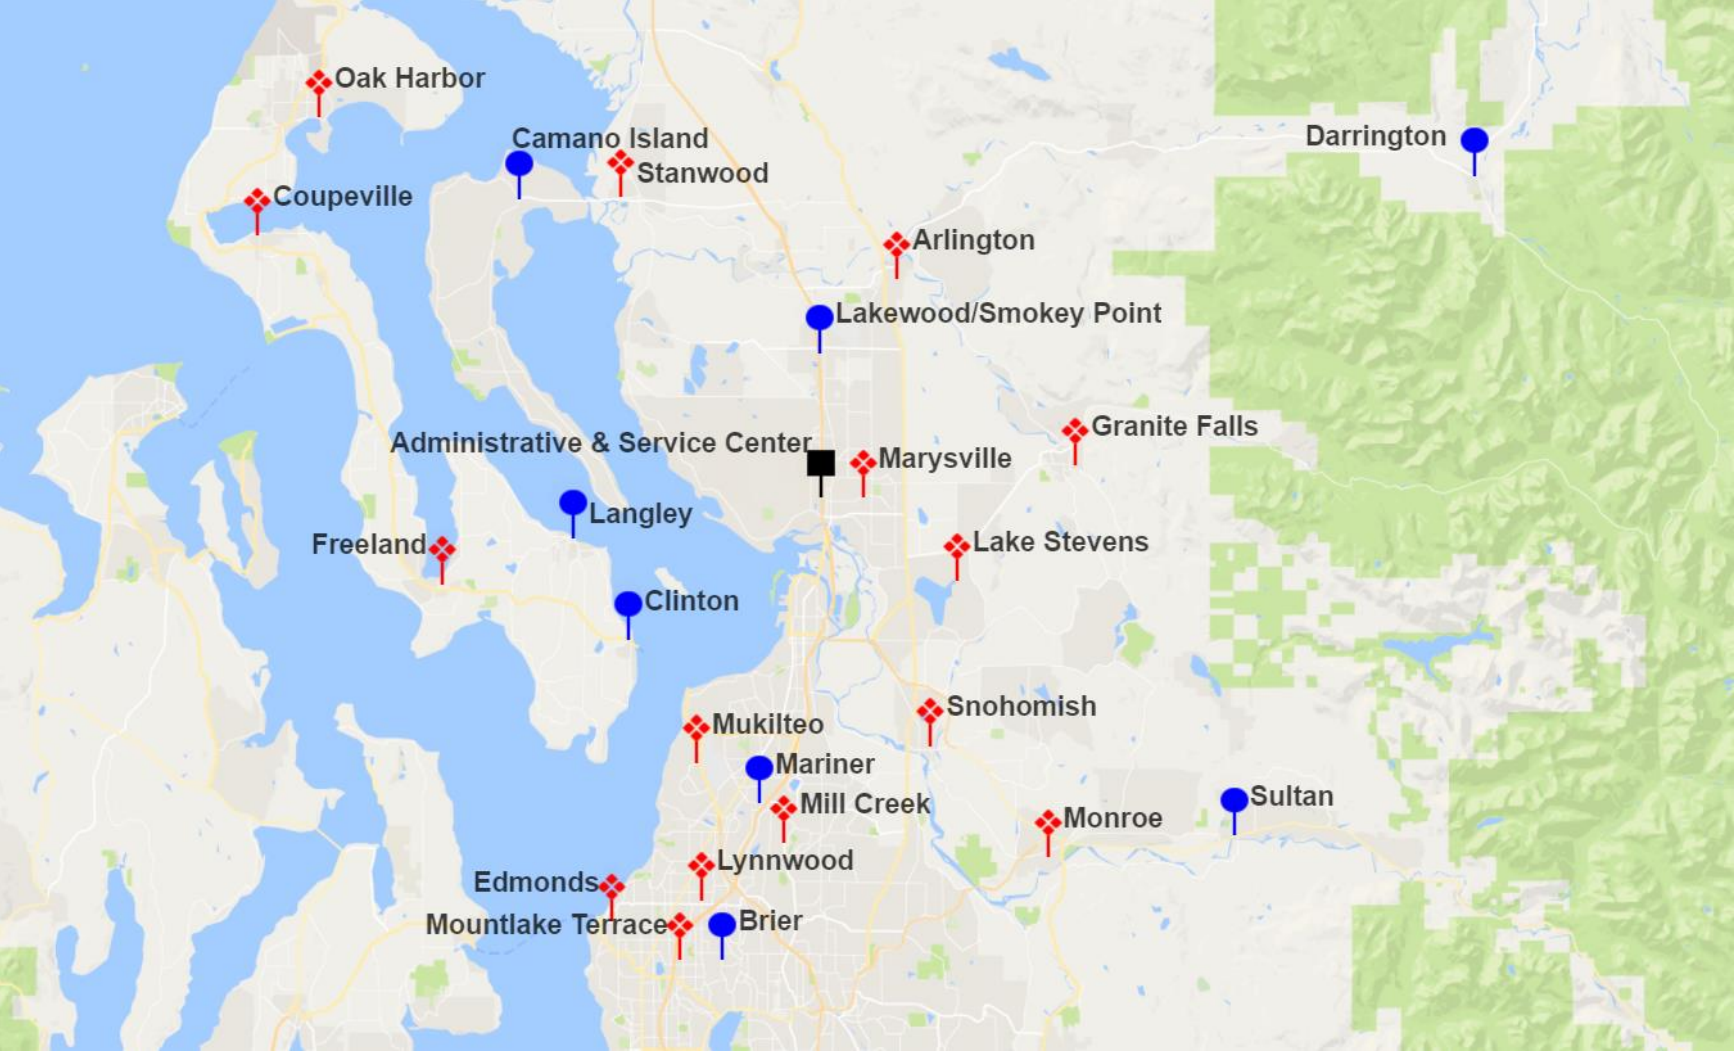 Oak Harbor
Camano Island
Darrington
Stanwood
Coupeville
Arlington
Lakewood/Smokey Point
Granite Falls
Administrative & Service Center
Marysville
Langley
Freeland
Lake Stevens
Clinton
Snohomish
Mukilteo
Mariner
Sultan
Mill Creek
Monroe
Lynnwood
Edmonds
Mountlake Terrace
Brier